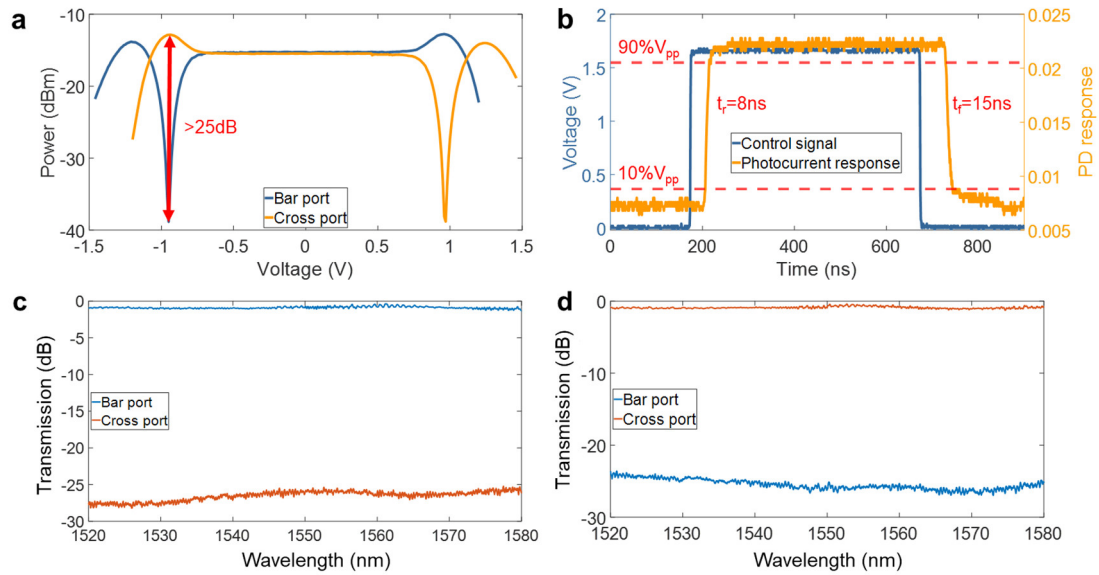 a
Power (dBm)
-10
-20
-30
-40
>25dB
Bar port
Cross port
-1.5
-1
-0.5
0
0.5
1
1.5
Voltage (V)
b
Voltage (V)
2
1.5
1
0.5
0
90%Vpp
tr=8ns
tf=15ns
Control signal
Photocurrent response
10%Vpp
0.025
0.02
0.015
0.01
0.005
PD response
0
200
400
600
800
Time (ns)
c
Transmission (dB)
0
-5
-10
-15
-20
-25
-30
Bar port
Cross port
1520
1530
1540
1550
1560
1570
1580
Wavelength (nm)
d
Transmission (dB)
0
-10
-20
-30
Bar port
Cross port
1520
1530
1540
1550
1560
1570
1580
Wavelength (nm)